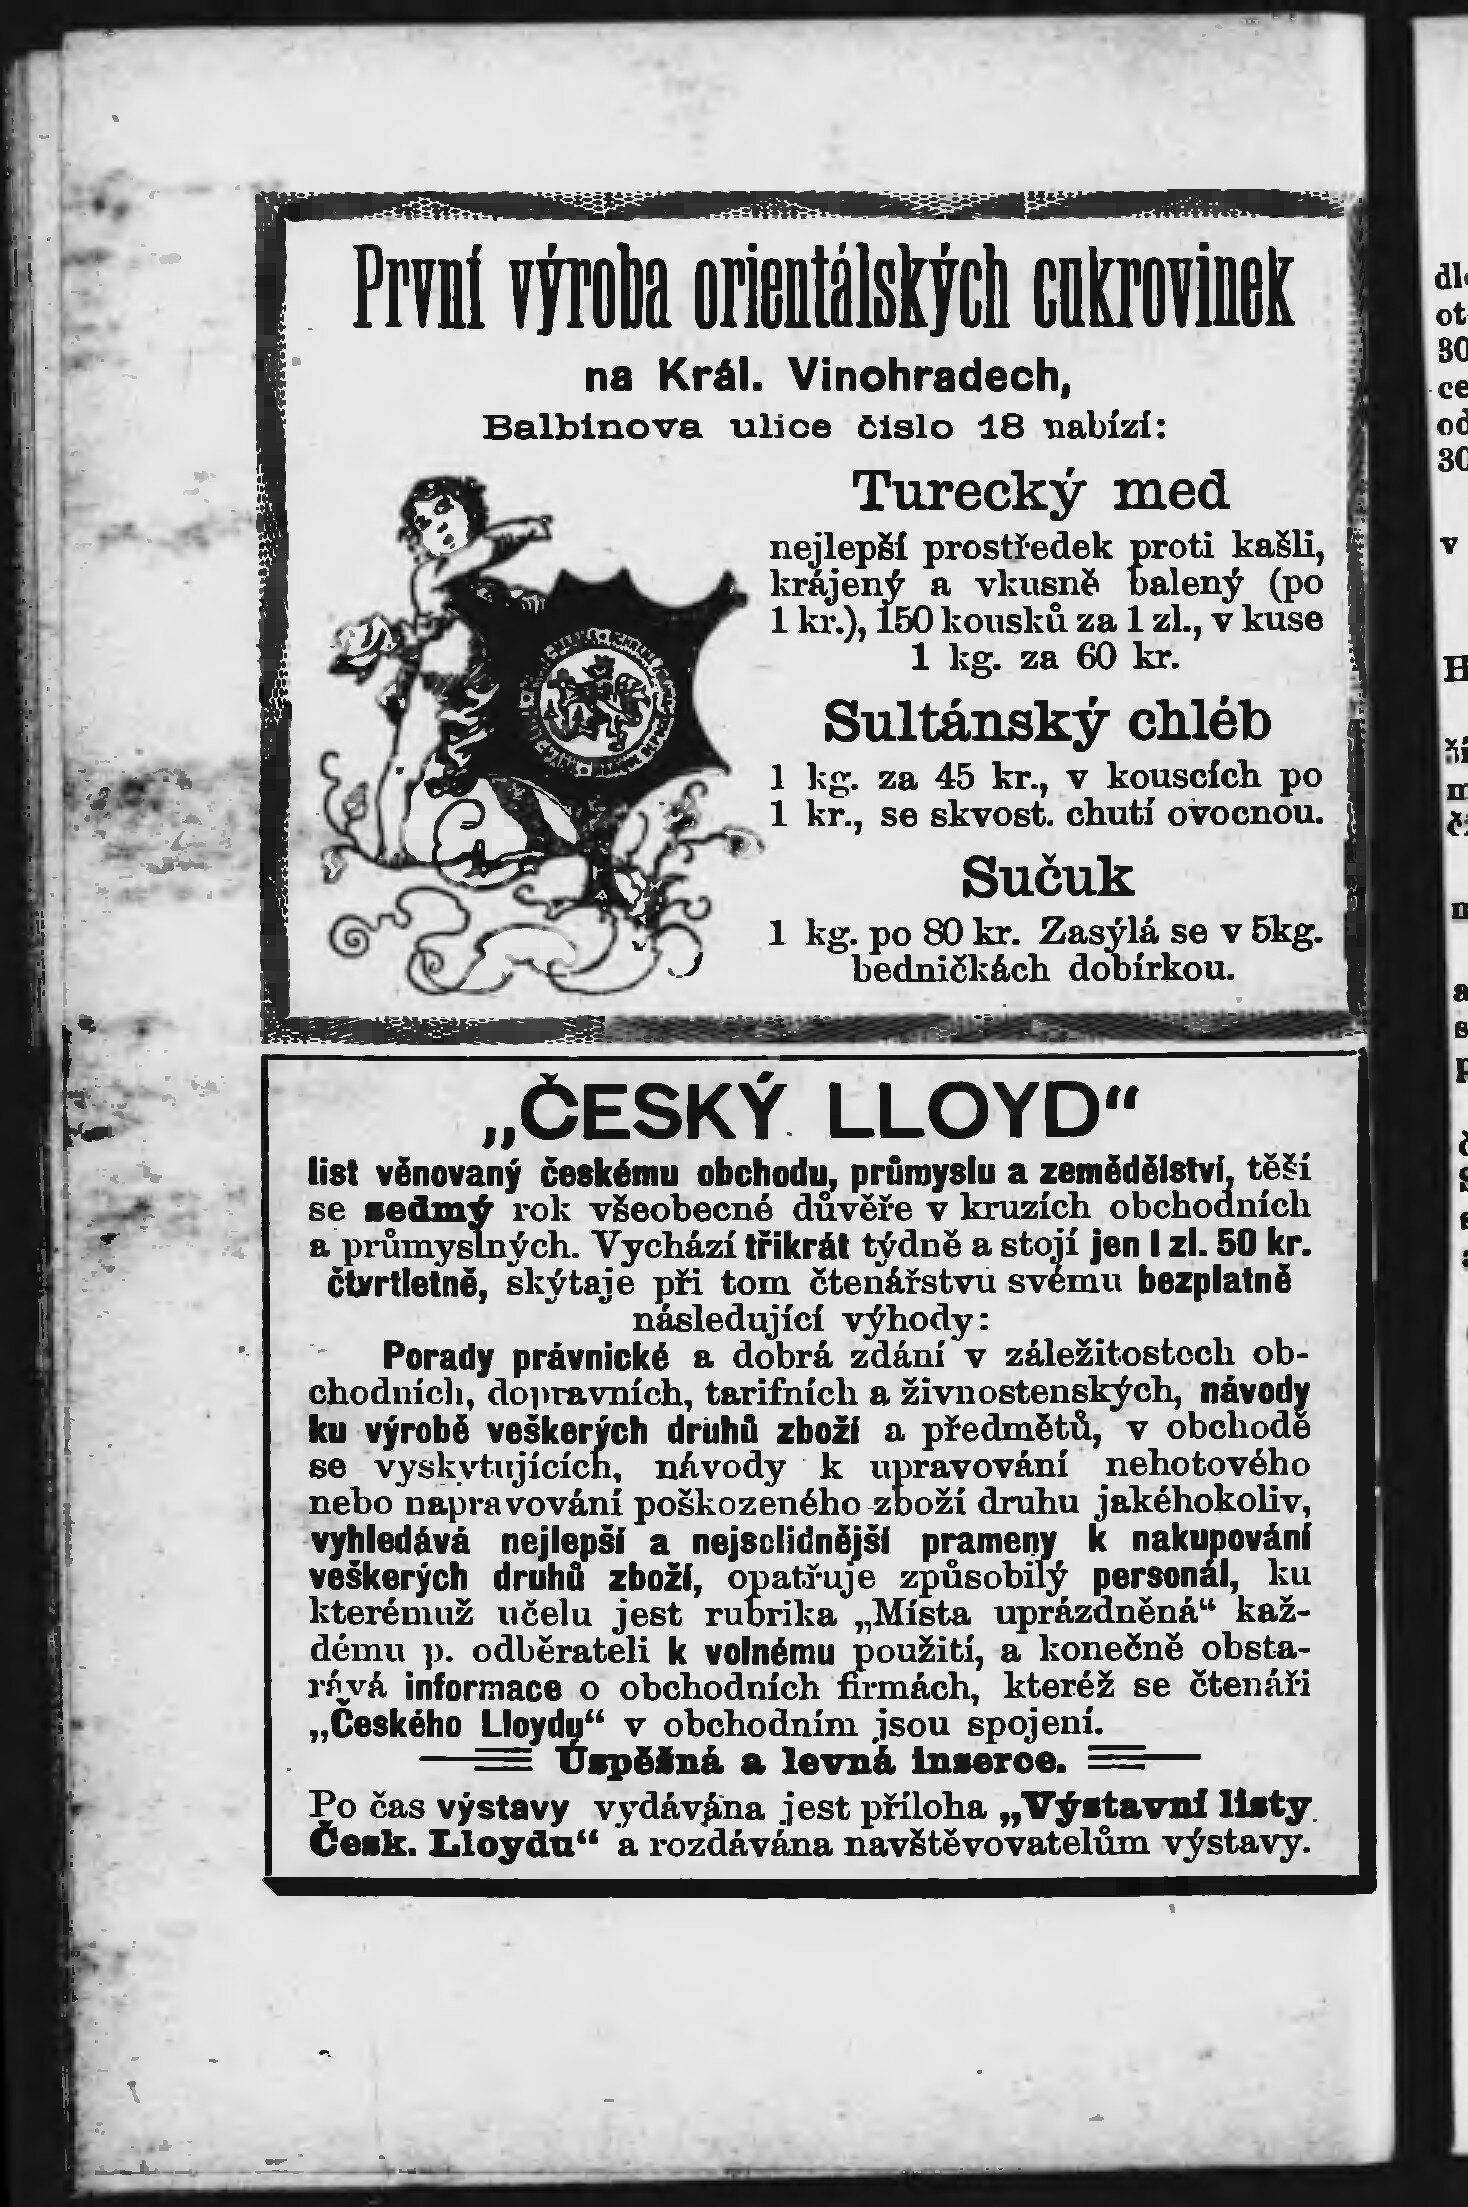 První výroba orientálských cukrovinek
na Král. Vinohradech,
Balbínova ulice číslo 18 nabízí:
Turecký med
nejlepší prostředek proti kašli,
krájený a vkusně balený (po
1 kr.), 150 kousků za 1 zl., v kuse
1 kg. za 60 kr.
Sultánský chléb
1 kg. za 45 kr., v kouscích po
1 kr., se skvost. chutí ovocnou.
Sučuk
1 kg. po 80 kr. Zasýlá se v 5kg.
bedničkách dobírkou.
„ČESKÝ LLOYD“
list věnovaný českému obchodu, průmyslu a zemědělství, těší
se sedmý rok všeobecné důvěře v kruzích obchodních
a průmyslných. Vychází třikrát týdně a stojí jen 1 zl. 50 kr.
čtvrtletně, skýtaje při tom čtenářstvu svému bezplatně
následující výhody:
Porady právnické a dobrá zdání v záležitostech ob-
chodních, dopravních, tarifních a živnostenských, návody
ku výrobě veškerých druhů zboží a předmětů, v obchodě
se vyskytujících, návody k upravování nehotového
nebo napravování poškozeného zboží druhu jakéhokoliv,
vyhledává nejlepší a nejsolidnější prameny k nakupování
veškerých druhů zboží, opatřuje způsobilý personál, ku
kterémuž účelu jest rubrika „Místa uprázdněná“ kaž-
dému p. odběrateli k volnému použití, a konečně obsta-
rává informace o obchodních firmách, kteréž se čtenáři
„Českého Lloydu“ v obchodním jsou spojení.
Úspěšná a levná inserce.
Po čas výstavy vydávána jest příloha „Výstavní listy
Česk. Lloydu“ a rozdávána navštěvovatelům výstavy.